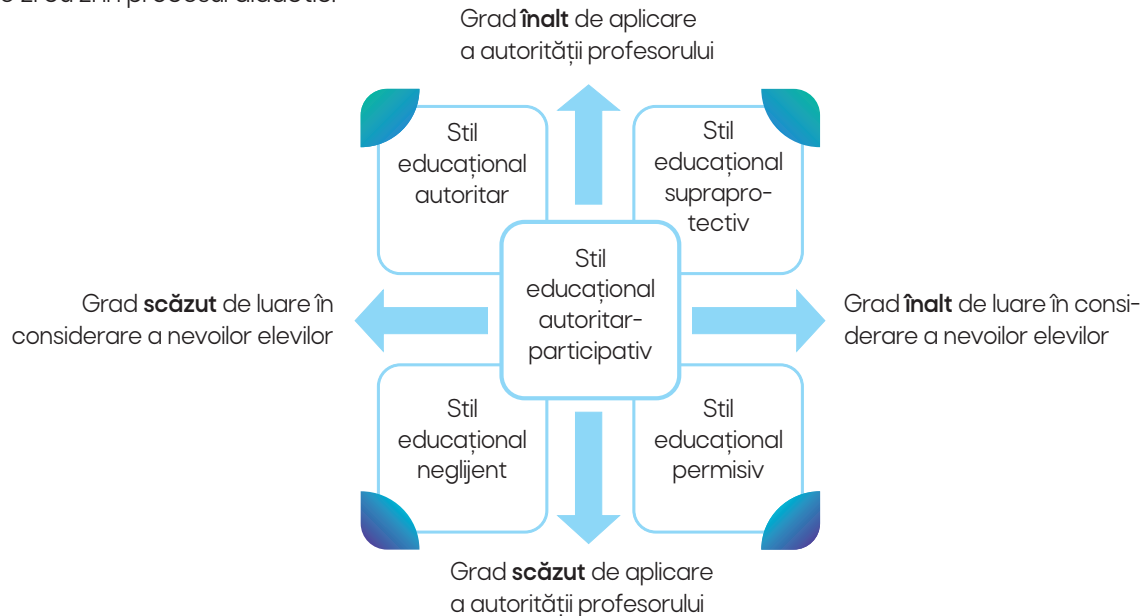 Grad înalt de aplicare
a autorității profesorului
Stil
educațional
autoritar
Stil
educațional
suprapro-
tectiv
Stil
educațional
autoritar-
participativ
Grad scăzut de luare în
considerare a nevoilor elevilor
Grad înalt de luare în consi-
derare a nevoilor elevilor
Stil
educațional
neglijent
Stil
educațional
permisiv
Grad scăzut de aplicare
a autorității profesorului